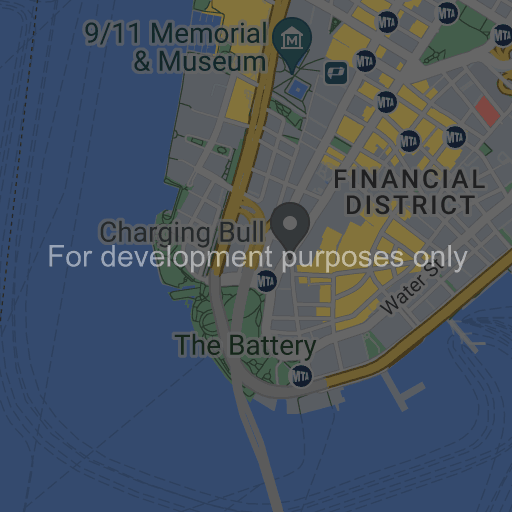 9/11 Memorial
& Museum
MTA
MTA
MTA
MTA
MTA
MTA
MTA
FINANCIAL
DISTRICT
Charging Bull
For development purposes only
MTA
Water St
The Battery
MTA